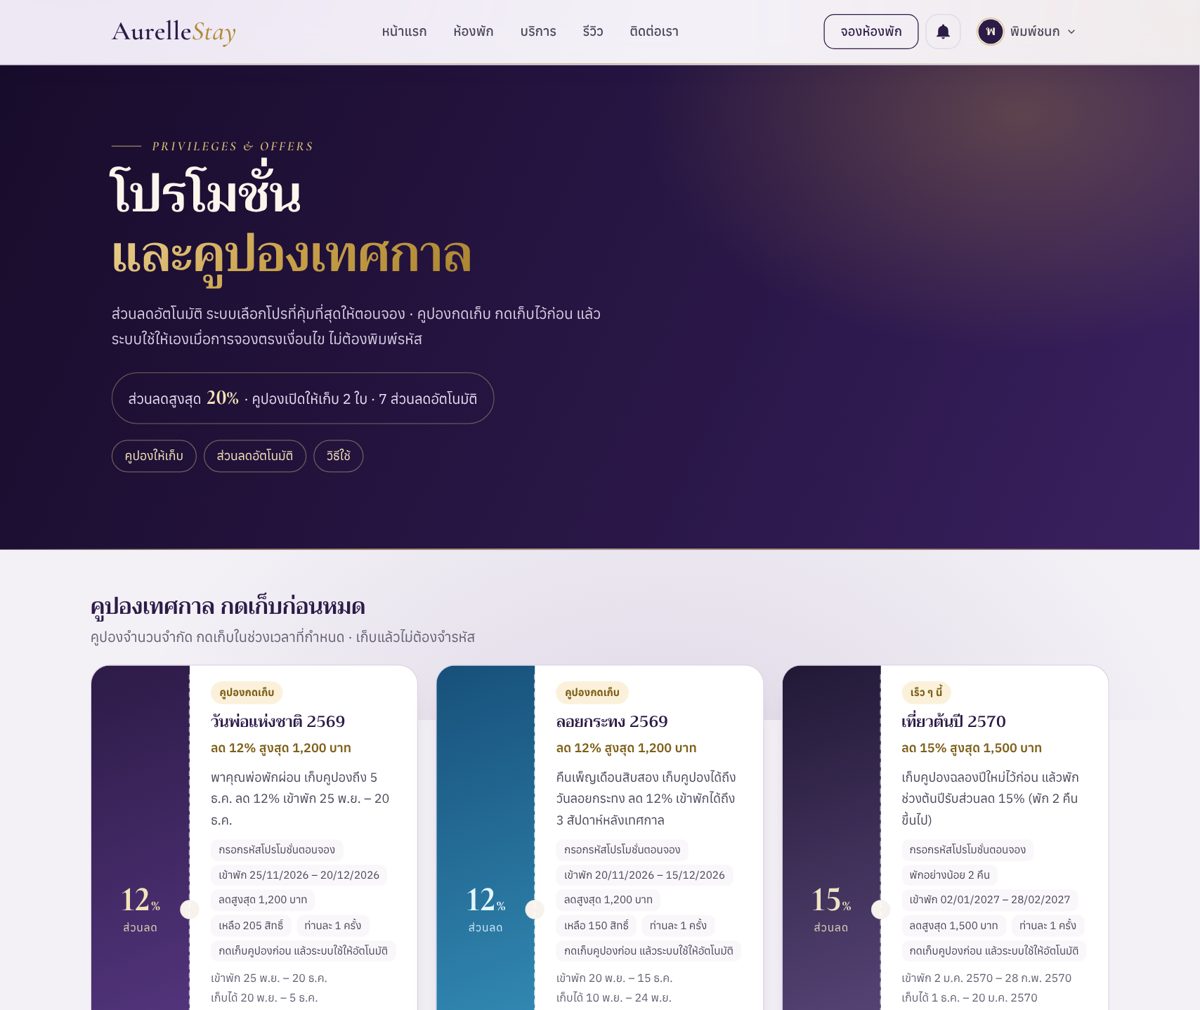 AurelleStay
หน้าแรก ห้องพัก บริการ รีวิว ติดต่อเรา
จองห้องพัก
พ พิมพ์ชนก
PRIVILEGES & OFFERS
โปรโมชั่น
และคูปองเทศกาล
ส่วนลดอัตโนมัติ ระบบเลือกโปรที่คุ้มที่สุดให้ตอนจอง · คูปองกดเก็บ กดเก็บไว้ก่อน แล้ว
ระบบใช้ให้เองเมื่อการจองตรงเงื่อนไข ไม่ต้องพิมพ์รหัส
ส่วนลดสูงสุด 20% · คูปองเปิดให้เก็บ 2 ใบ · 7 ส่วนลดอัตโนมัติ
คูปองให้เก็บ ส่วนลดอัตโนมัติ วิธีใช้
คูปองเทศกาล กดเก็บก่อนหมด
คูปองจำนวนจำกัด กดเก็บในช่วงเวลาที่กำหนด · เก็บแล้วไม่ต้องจำรหัส
12%
ส่วนลด
คูปองกดเก็บ
วันพ่อแห่งชาติ 2569
ลด 12% สูงสุด 1,200 บาท
พาคุณพ่อพักผ่อน เก็บคูปองถึง 5
ธ.ค. ลด 12% เข้าพัก 25 พ.ย. – 20
ธ.ค.
กรอกรหัสโปรโมชั่นตอนจอง
เข้าพัก 25/11/2026 – 20/12/2026
ลดสูงสุด 1,200 บาท
เหลือ 205 สิทธิ์ ท่านละ 1 ครั้ง
กดเก็บคูปองก่อน แล้วระบบใช้ให้อัตโนมัติ
เข้าพัก 25 พ.ย. – 20 ธ.ค.
เก็บได้ 20 พ.ย. – 5 ธ.ค.
12%
ส่วนลด
คูปองกดเก็บ
ลอยกระทง 2569
ลด 12% สูงสุด 1,200 บาท
คืนเพ็ญเดือนสิบสอง เก็บคูปองได้ถึง
วันลอยกระทง ลด 12% เข้าพักได้ถึง
3 สัปดาห์หลังเทศกาล
กรอกรหัสโปรโมชั่นตอนจอง
เข้าพัก 20/11/2026 – 15/12/2026
ลดสูงสุด 1,200 บาท
เหลือ 150 สิทธิ์ ท่านละ 1 ครั้ง
กดเก็บคูปองก่อน แล้วระบบใช้ให้อัตโนมัติ
เข้าพัก 20 พ.ย. – 15 ธ.ค.
เก็บได้ 10 พ.ย. – 24 พ.ย.
15%
ส่วนลด
เร็ว ๆ นี้
เที่ยวต้นปี 2570
ลด 15% สูงสุด 1,500 บาท
เก็บคูปองฉลองปีใหม่ไว้ก่อน แล้วพัก
ช่วงต้นปีรับส่วนลด 15% (พัก 2 คืน
ขึ้นไป)
กรอกรหัสโปรโมชั่นตอนจอง
พักอย่างน้อย 2 คืน
เข้าพัก 02/01/2027 – 28/02/2027
ลดสูงสุด 1,500 บาท ท่านละ 1 ครั้ง
กดเก็บคูปองก่อน แล้วระบบใช้ให้อัตโนมัติ
เข้าพัก 2 ม.ค. 2570 – 28 ก.พ. 2570
เก็บได้ 1 ธ.ค. – 20 ม.ค. 2570